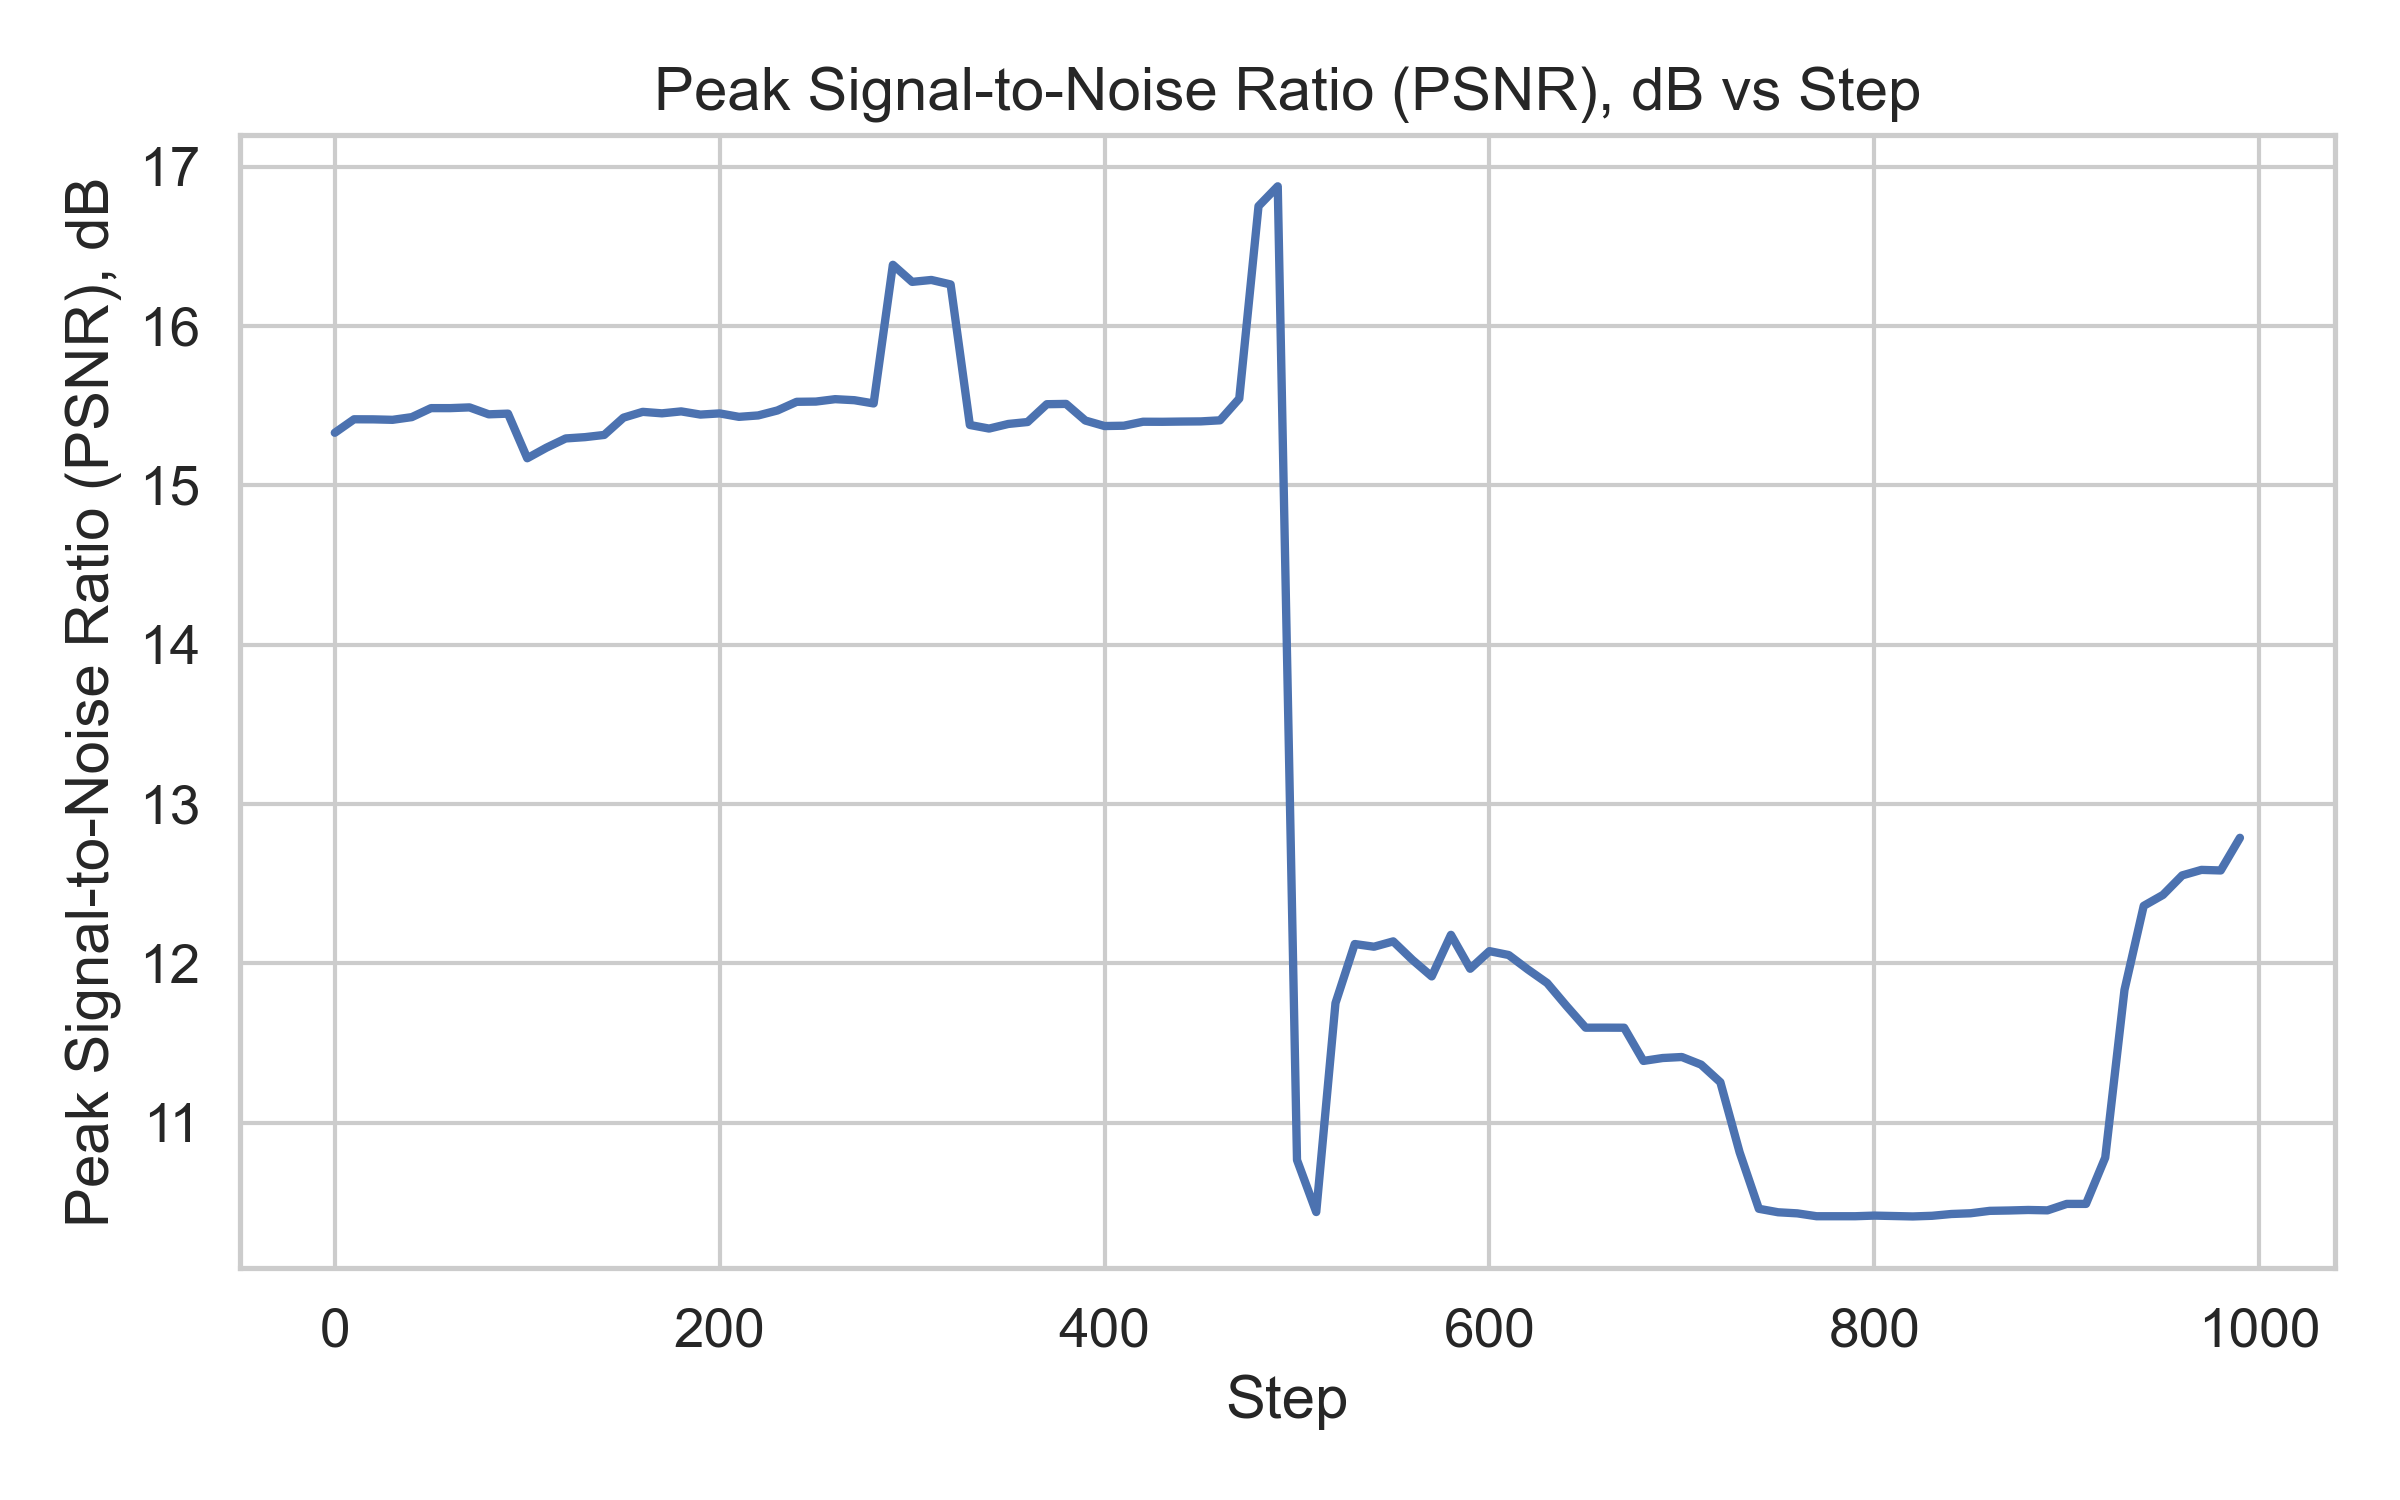 Peak Signal-to-Noise Ratio (PSNR), dB vs Step
Peak Signal-to-Noise Ratio (PSNR), dB
17
16
15
14
13
12
11
0 200 400 600 800 1000
Step